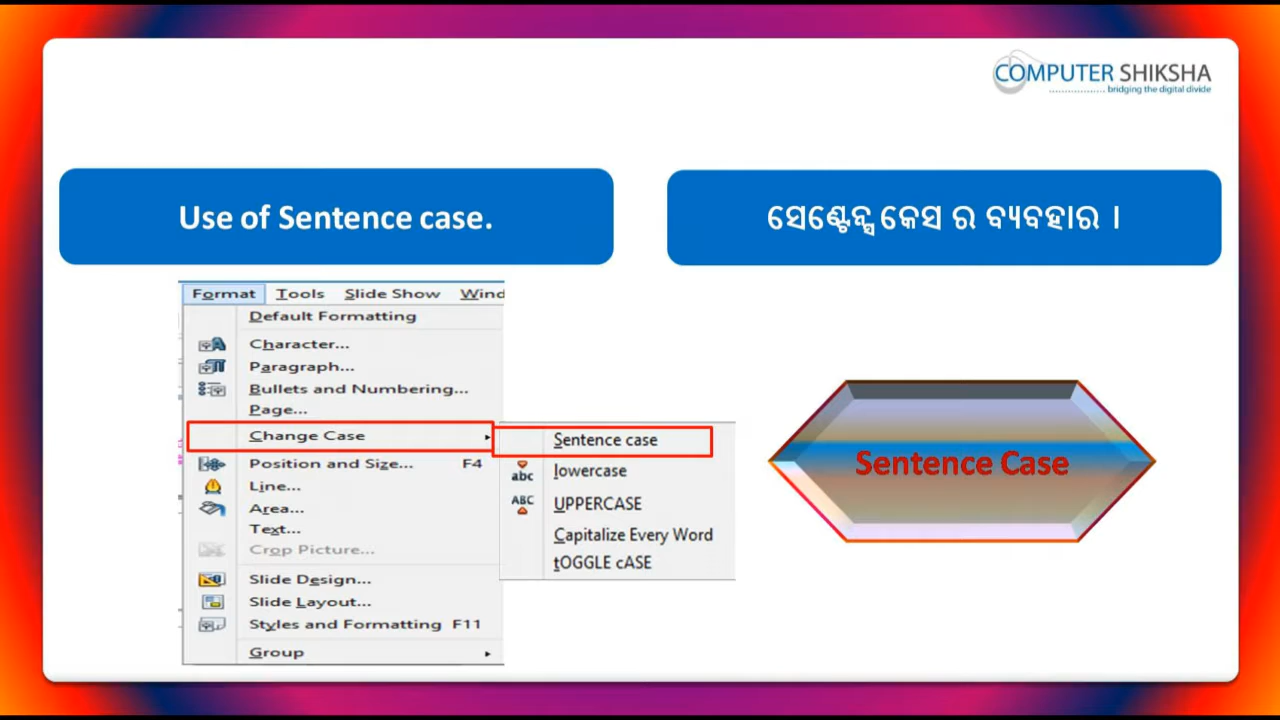 COMPUTER SHIKSHA
bridging the digital divide
Use of Sentence case.
ସେଣ୍ଟେନ୍ସ କେସ ର ବ୍ୟବହାର ।
Format Tools Slide Show Wind
Default Formatting
Character...
Paragraph...
Bullets and Numbering...
Page...
Change Case
Position and Size... F4
Line...
Area...
Text...
Crop Picture...
Slide Design...
Slide Layout...
Styles and Formatting F11
Group
Sentence case
abc lowercase
ABC UPPERCASE
Capitalize Every Word
tOGGLE cASE
Sentence Case